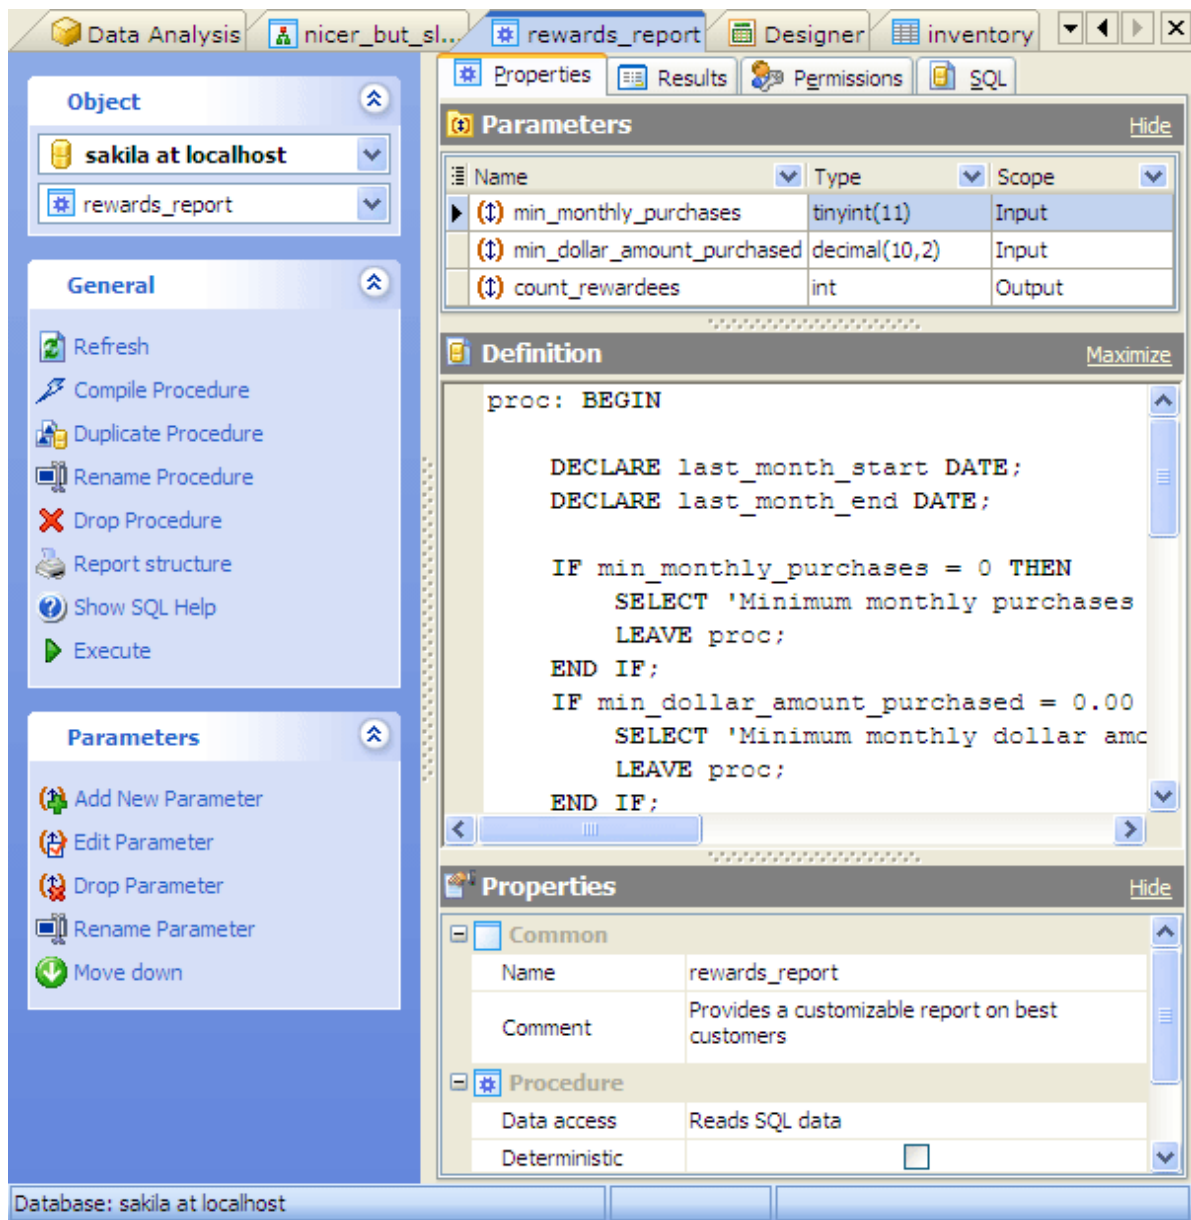 Data Analysis nicer_but_sl... rewards_report Designer inventory
Properties Results Permissions SQL
Object
sakila at localhost
rewards_report
General
Refresh
Compile Procedure
Duplicate Procedure
Rename Procedure
Drop Procedure
Report structure
Show SQL Help
Execute
Parameters
Add New Parameter
Edit Parameter
Drop Parameter
Rename Parameter
Move down
Parameters Hide
Name Type Scope
min_monthly_purchases tinyint(11) Input
min_dollar_amount_purchased decimal(10,2) Input
count_rewardees int Output
Definition Maximize
proc: BEGIN
DECLARE last_month_start DATE;
DECLARE last_month_end DATE;
IF min_monthly_purchases = 0 THEN
SELECT 'Minimum monthly purchases
LEAVE proc;
END IF;
IF min_dollar_amount_purchased = 0.00
SELECT 'Minimum monthly dollar amo
LEAVE proc;
END IF;
Properties Hide
Common
Name rewards_report
Comment Provides a customizable report on best
customers
Procedure
Data access Reads SQL data
Deterministic
Database: sakila at localhost